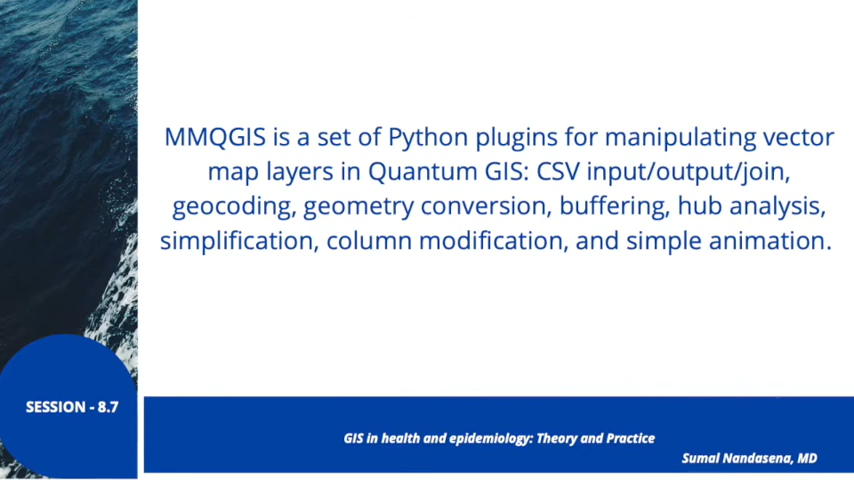 MMQGIS is a set of Python plugins for manipulating vector
map layers in Quantum GIS: CSV input/output/join,
geocoding, geometry conversion, buffering, hub analysis,
simplification, column modification, and simple animation.
SESSION - 8.7
GIS in health and epidemiology: Theory and Practice
Sumal Nandasena, MD